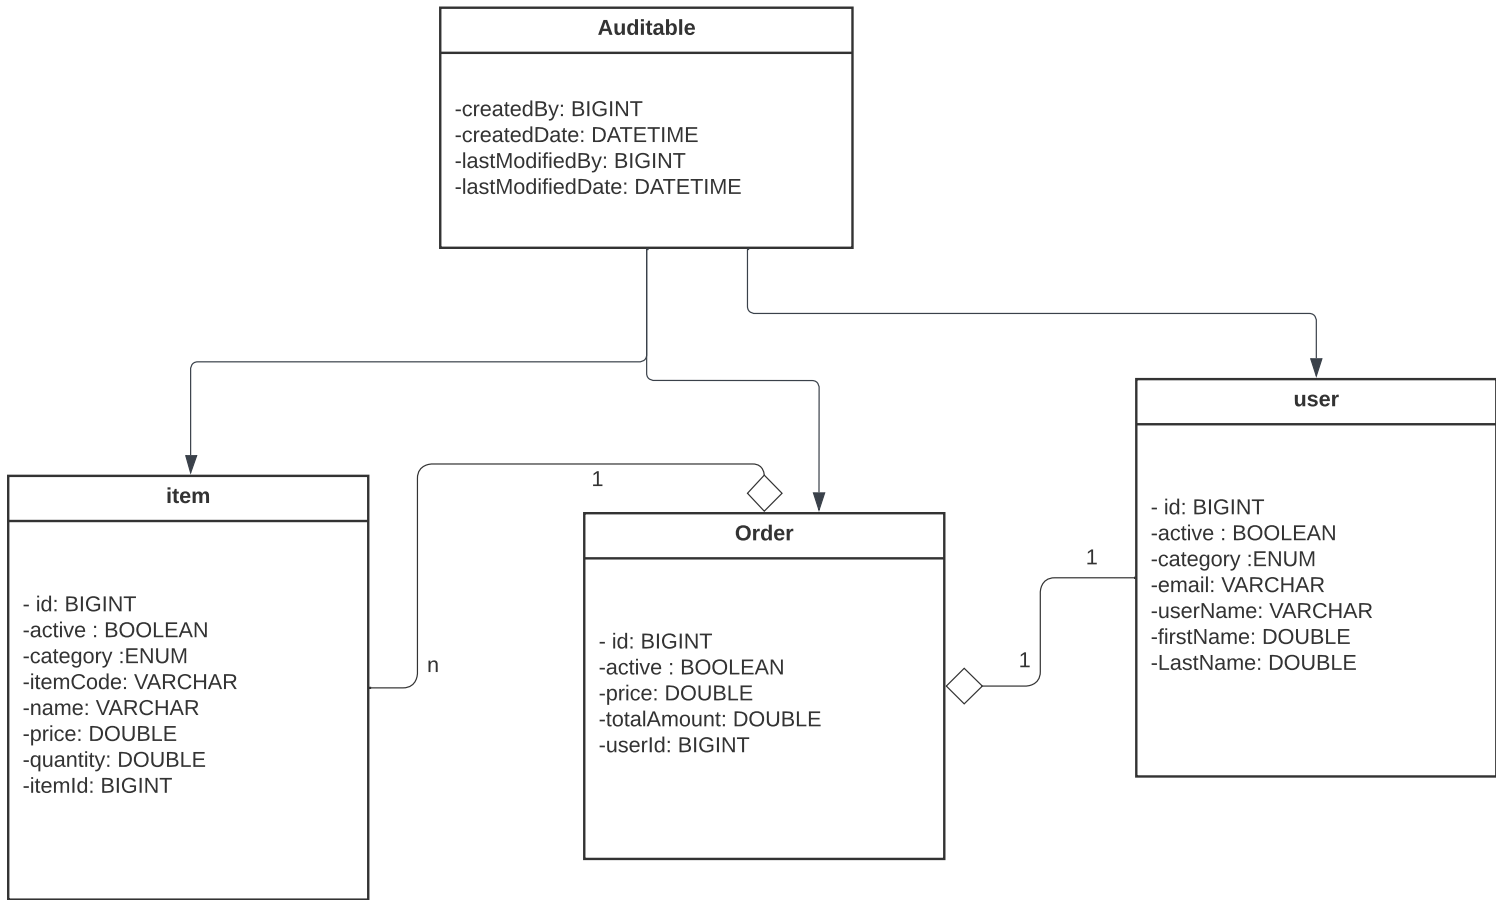 Auditable
-createdBy: BIGINT
-createdDate: DATETIME
-lastModifiedBy: BIGINT
-lastModifiedDate: DATETIME
user
- id: BIGINT
-active : BOOLEAN
-category :ENUM
-email: VARCHAR
-userName: VARCHAR
-firstName: DOUBLE
-LastName: DOUBLE
item
- id: BIGINT
-active : BOOLEAN
-category :ENUM
-itemCode: VARCHAR
-name: VARCHAR
-price: DOUBLE
-quantity: DOUBLE
-itemId: BIGINT
1
n
Order
- id: BIGINT
-active : BOOLEAN
-price: DOUBLE
-totalAmount: DOUBLE
-userId: BIGINT
1
1